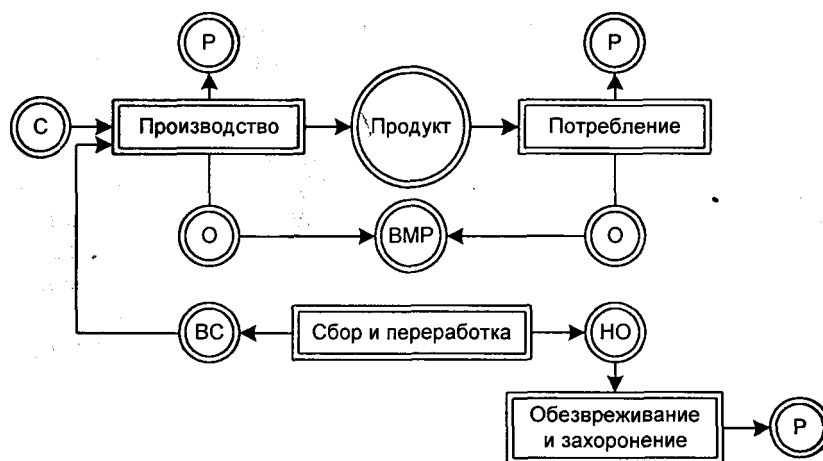 Р
Р
С
Производство
Продукт
Потребление
О
ВМР
О
ВС
Сбор и переработка
НО
Обезвреживание
и захоронение
Р